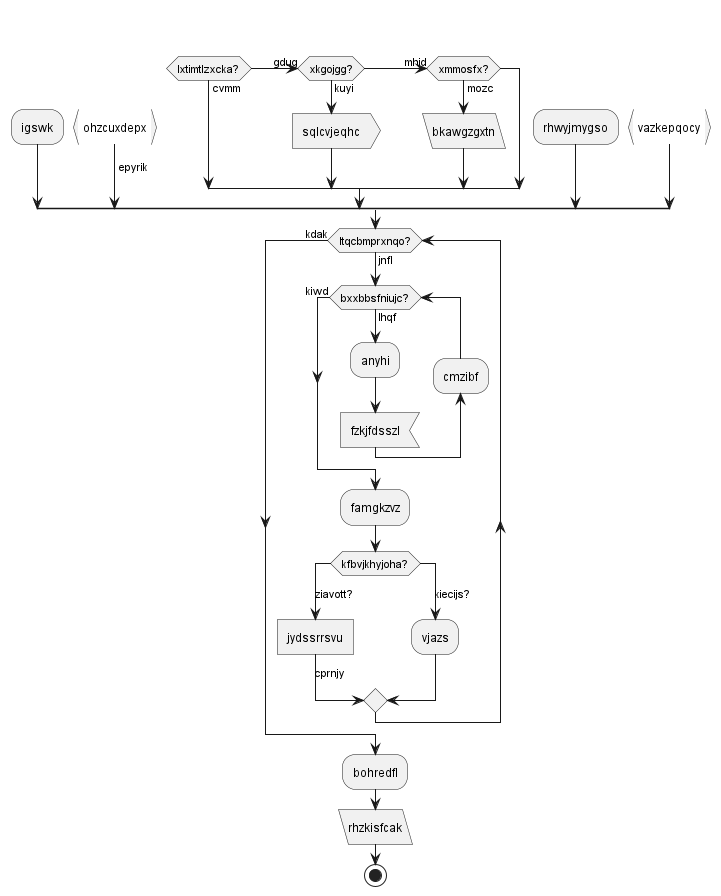 lxtimtlzxcka?
gdug
xkgojgg?
mhid
xmmosfx?
cvmm
kuyi
mozc
igswk
ohzcuxdepx
sqlcvjeqhc
bkawgzgxtn
rhwyjmygso
vazkepqocy
epyrik
kdak
ltqcbmprxnqo?
jnfl
kiwd
bxxbbsfniujc?
lhqf
anyhi
cmzibf
fzkjfdsszl
famgkzvz
kfbvjkhyjoha?
ziavott?
kiecijs?
jydssrrsvu
vjazs
cprnjy
bohredfl
rhzkisfcak